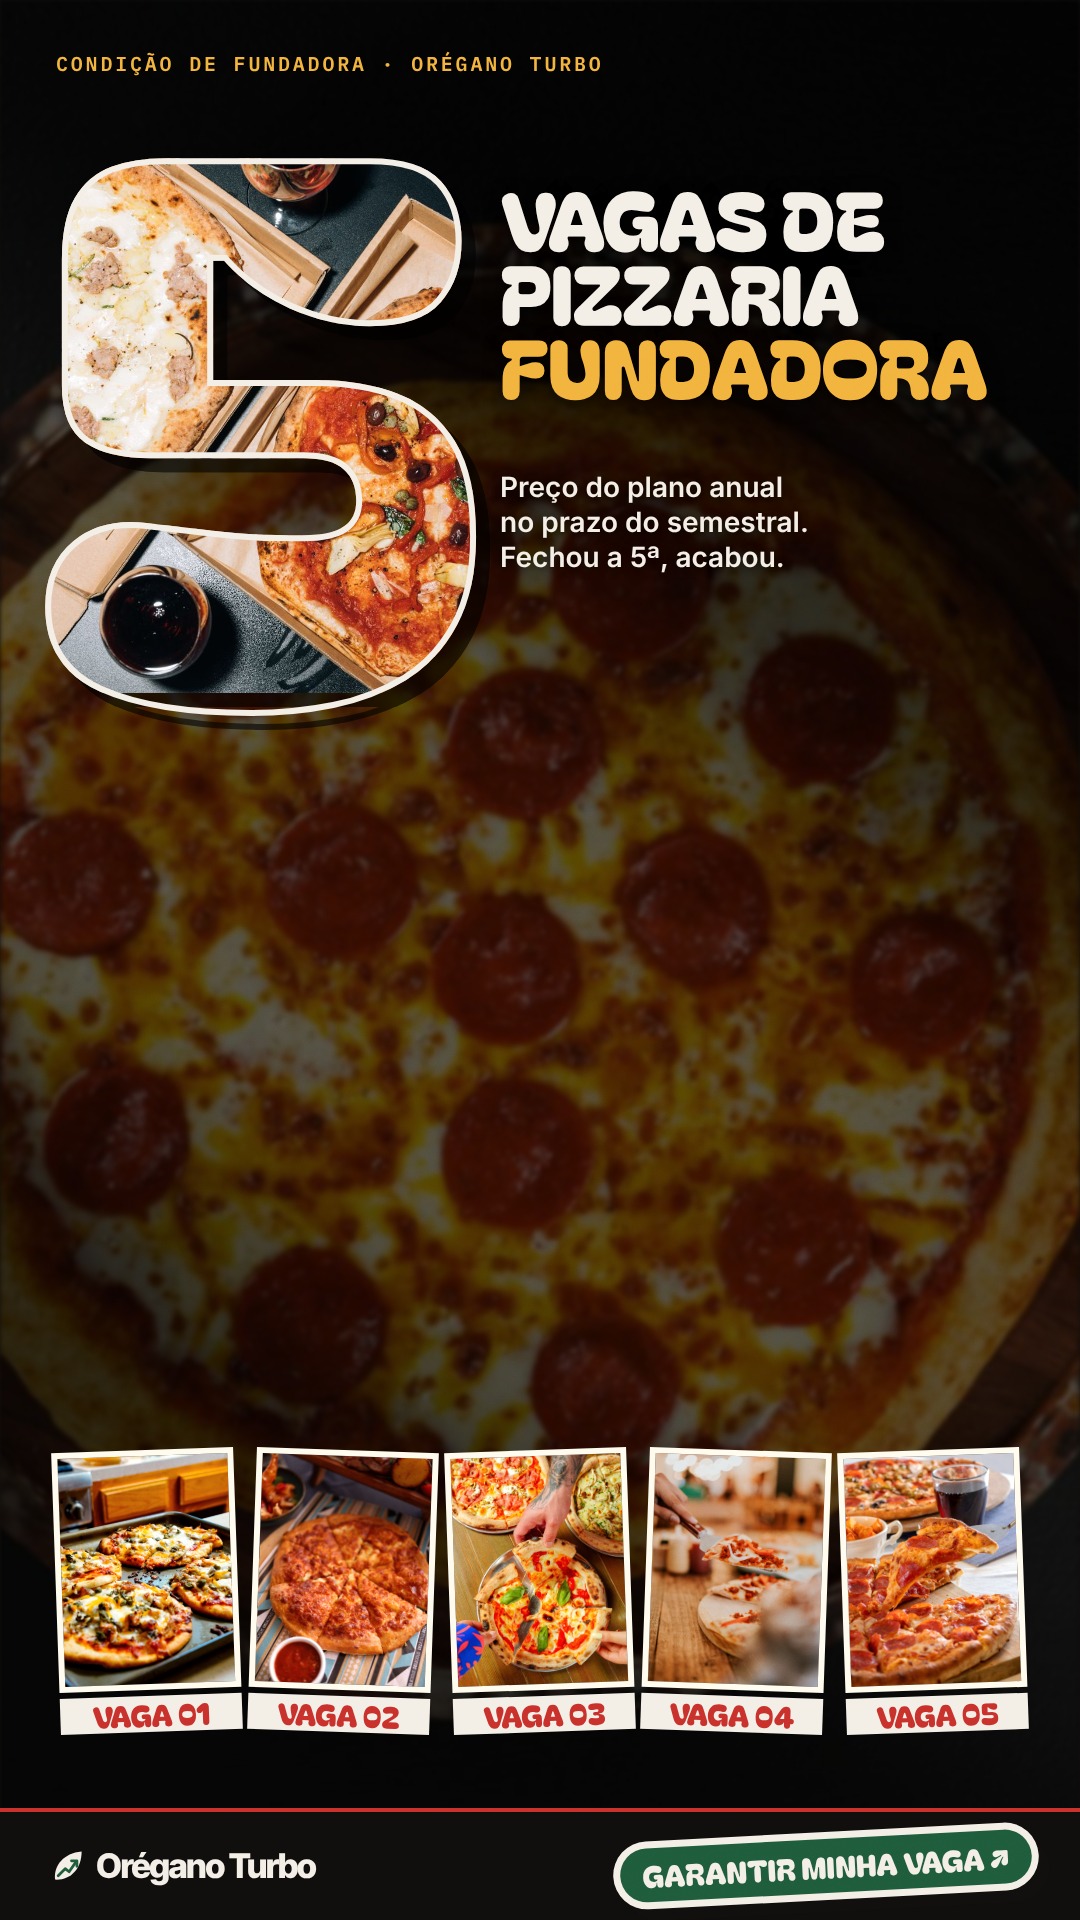 CONDIÇÃO DE FUNDADORA · ORÉGANO TURBO
5
VAGAS DE
PIZZARIA
FUNDADORA
Preço do plano anual
no prazo do semestral.
Fechou a 5ª, acabou.
VAGA 01
VAGA 02
VAGA 03
VAGA 04
VAGA 05
Orégano Turbo
GARANTIR MINHA VAGA ↗